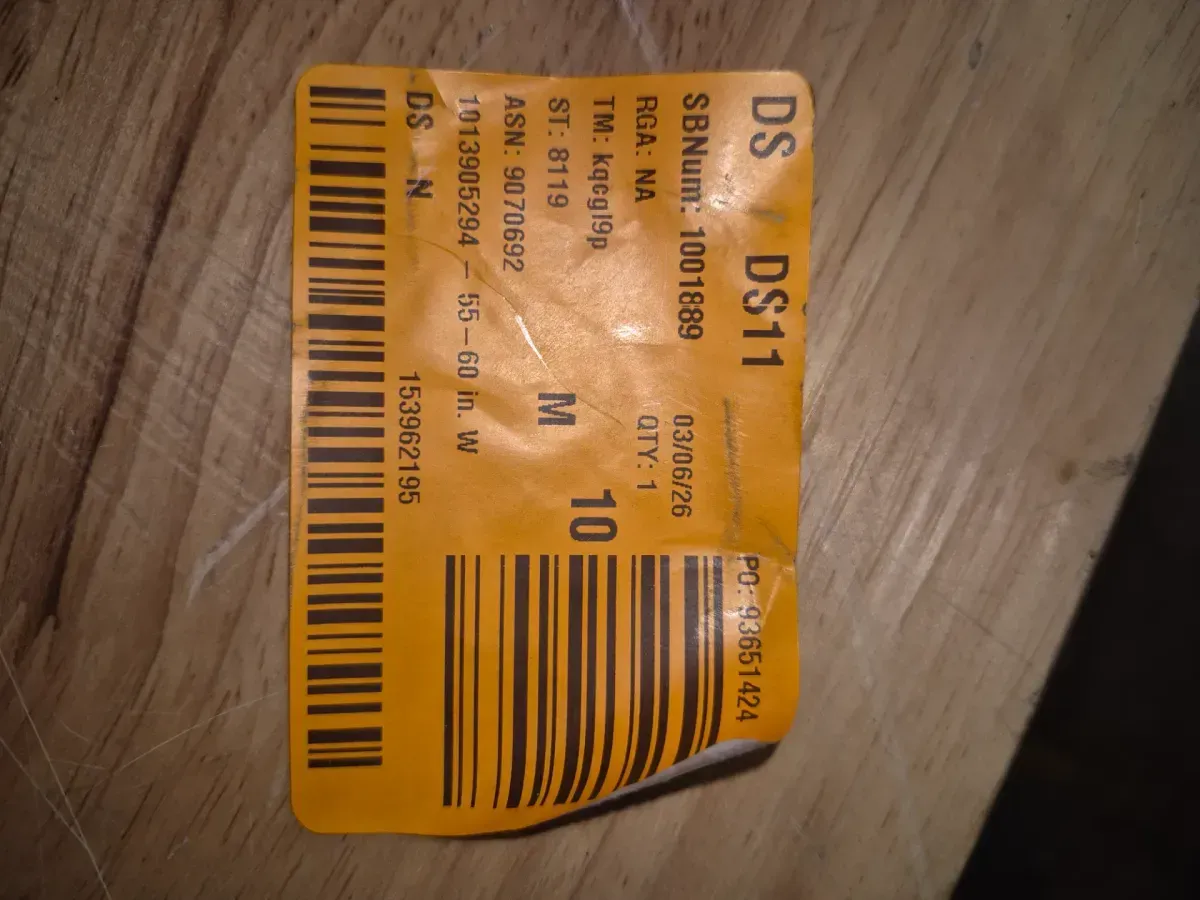 DS DS11
PO: 93651424
SBNum: 1001889 03/06/26
RGA: NA QTY: 1
TM: kqcgl9p 10
ST: 8119 M
ASN: 9070692
1013905294 – 55–60 in. W
DS N 153962195